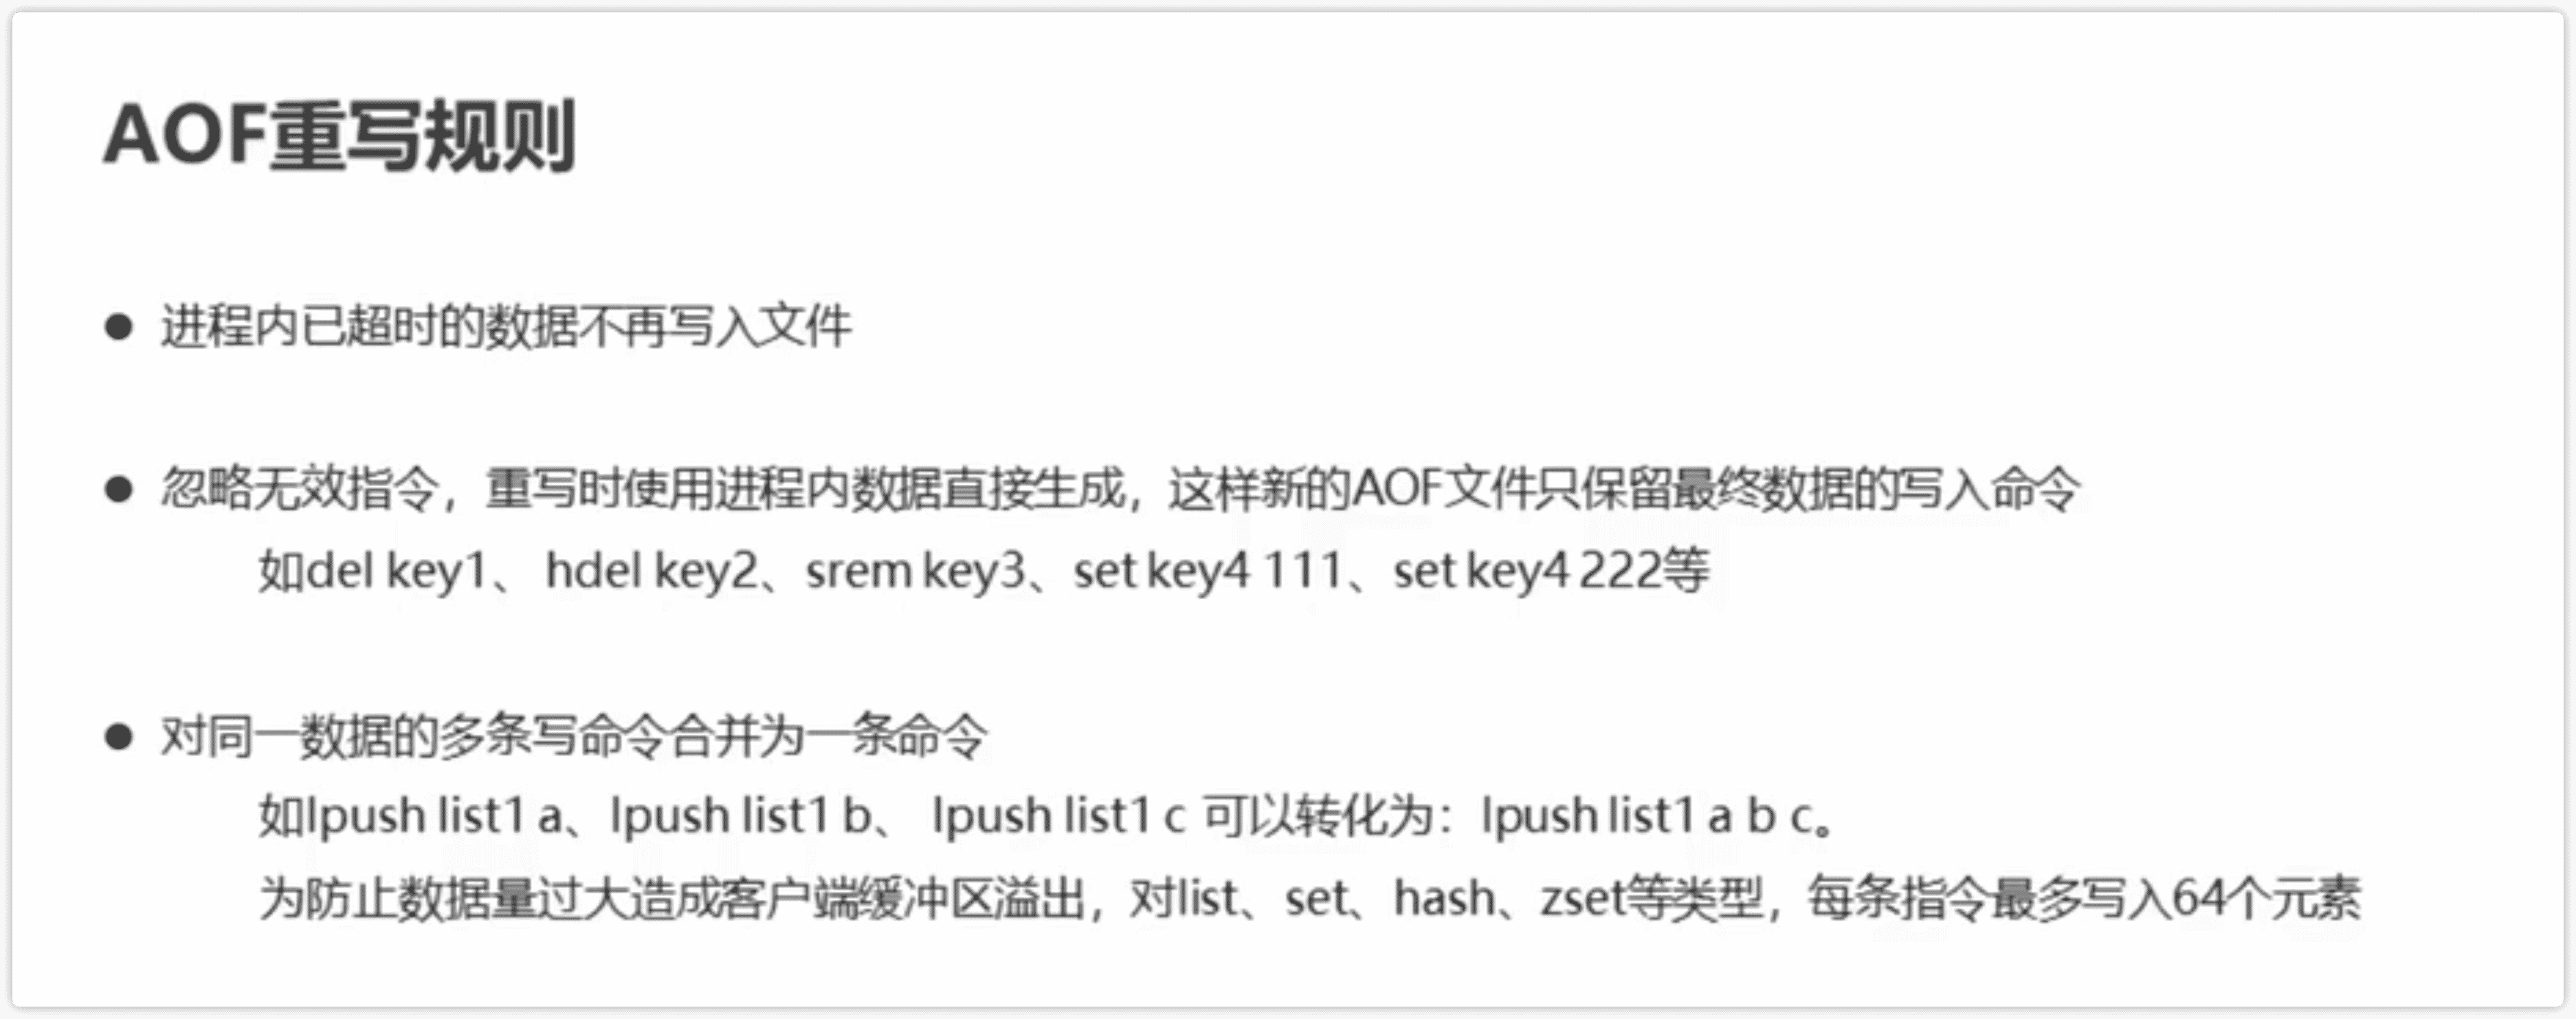 AOF重写规则
● 进程内已超时的数据不再写入文件
● 忽略无效指令，重写时使用进程内数据直接生成，这样新的AOF文件只保留最终数据的写入命令
如del key1、 hdel key2、srem key3、set key4 111、set key4 222等
● 对同一数据的多条写命令合并为一条命令
如lpush list1 a、lpush list1 b、 lpush list1 c 可以转化为：lpush list1 a b c。
为防止数据量过大造成客户端缓冲区溢出，对list、set、hash、zset等类型，每条指令最多写入64个元素